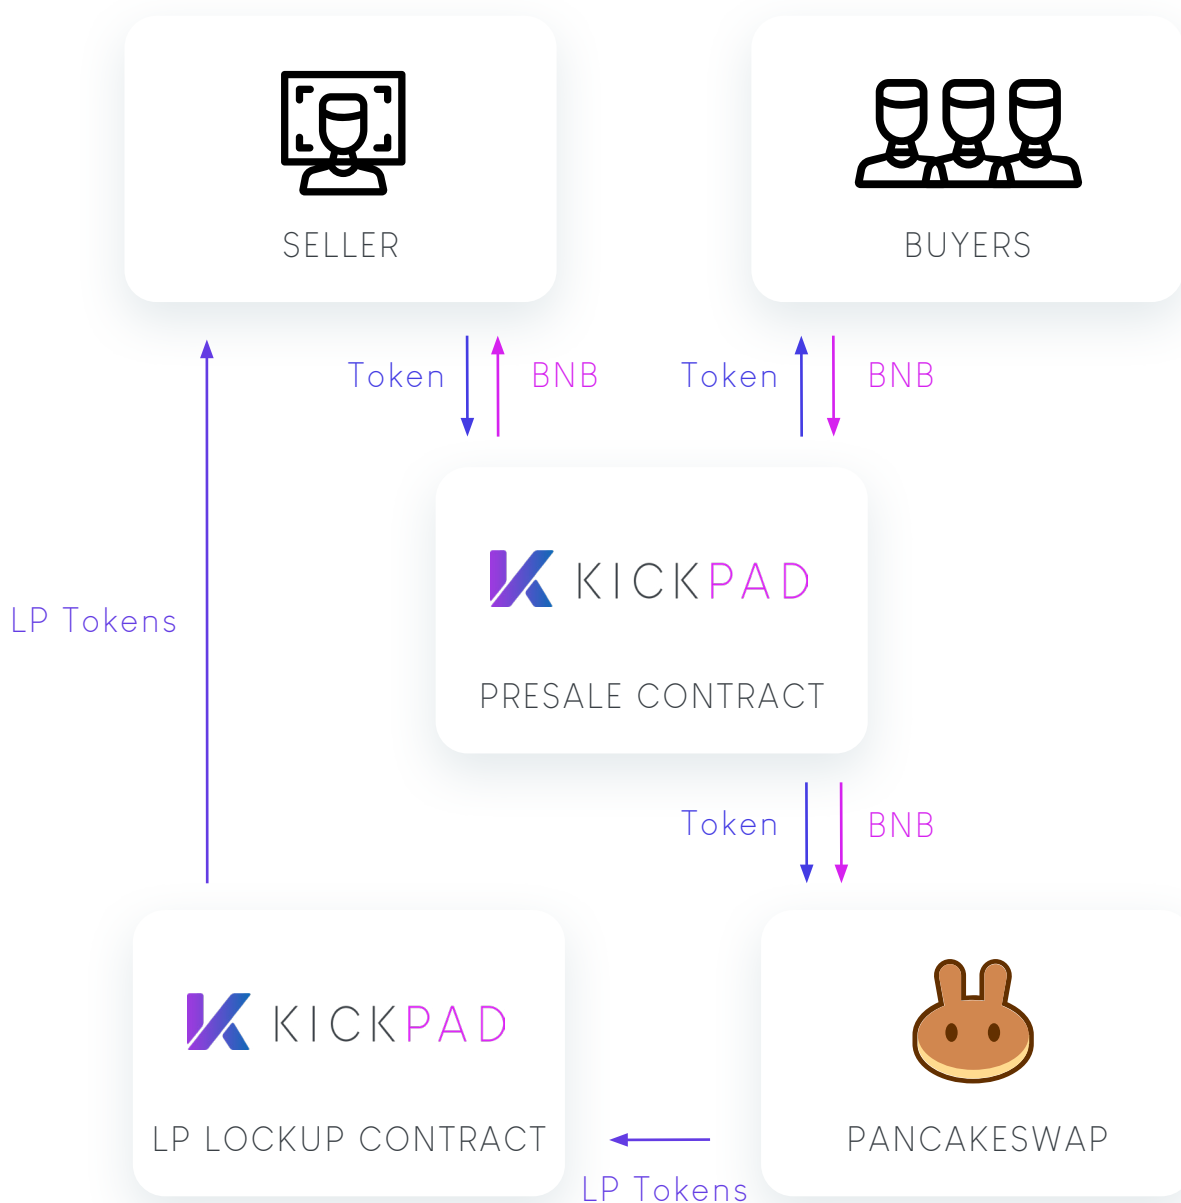 SELLER
BUYERS
Token
BNB
Token
BNB
KICKPAD
PRESALE CONTRACT
LP Tokens
Token
BNB
KICKPAD
LP LOCKUP CONTRACT
PANCAKESWAP
LP Tokens